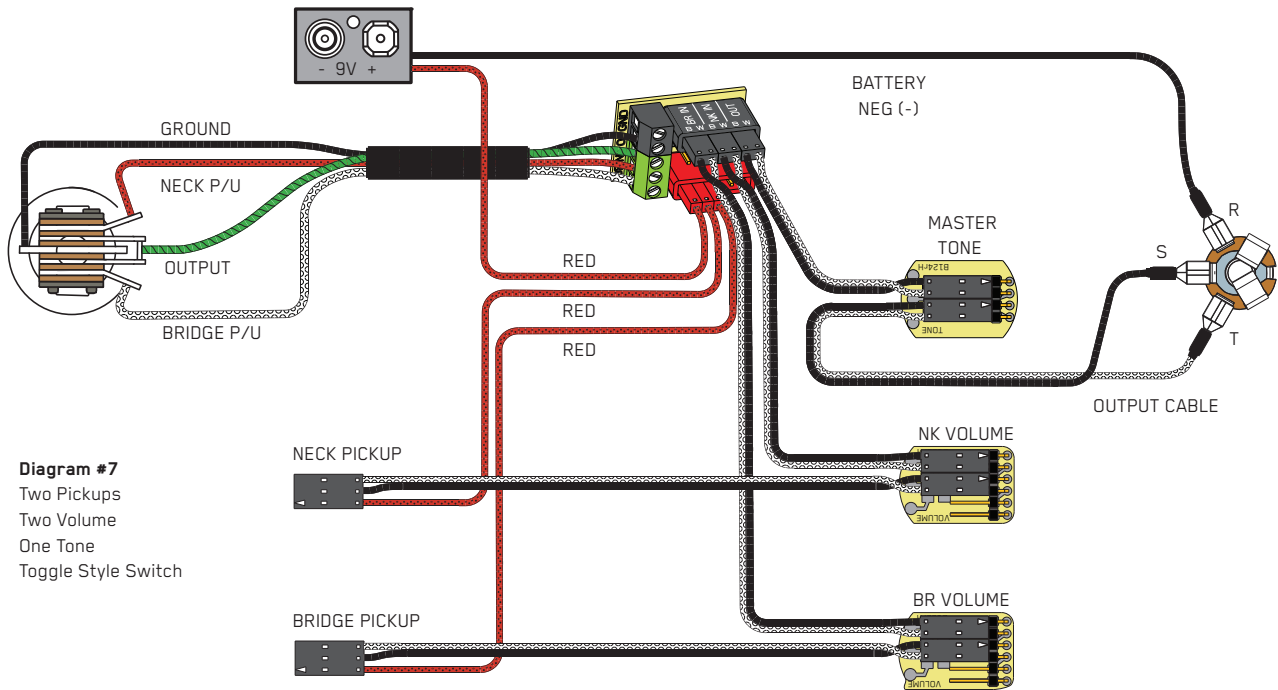 - 9V +
BATTERY
NEG (-)
GROUND
NECK P/U
OUTPUT
BRIDGE P/U
GND
BR IN
NK IN
OUT
B W B W B W
RED
RED
RED
MASTER
TONE
B124rH
TONE
R
S
T
OUTPUT CABLE
NECK PICKUP
NK VOLUME
VOLUME
Diagram #7
Two Pickups
Two Volume
One Tone
Toggle Style Switch
BRIDGE PICKUP
BR VOLUME
VOLUME